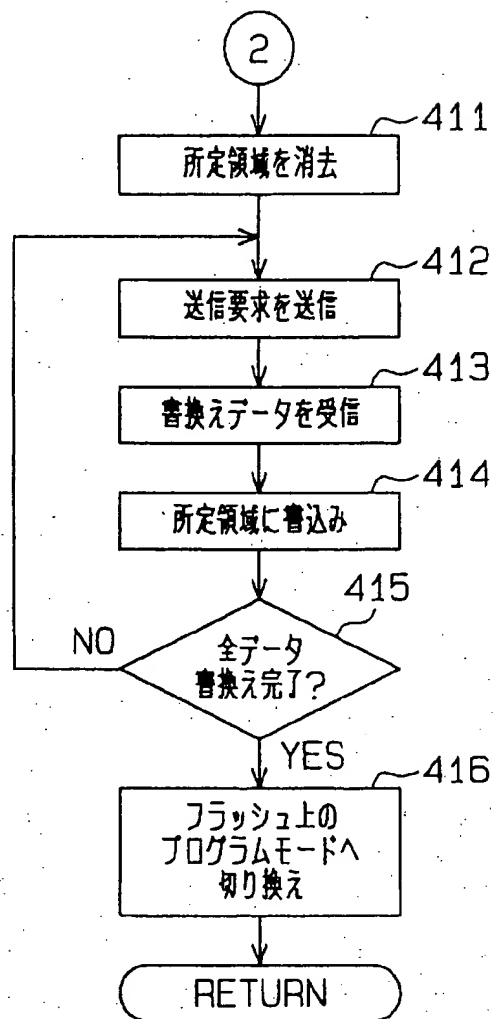 2
411
所定領域を消去
412
送信要求を送信
413
書換えデータを受信
414
所定領域に書込み
415
NO
全データ
書換え完了?
YES
416
フラッシュ上の
プログラムモードへ
切り換え
RETURN